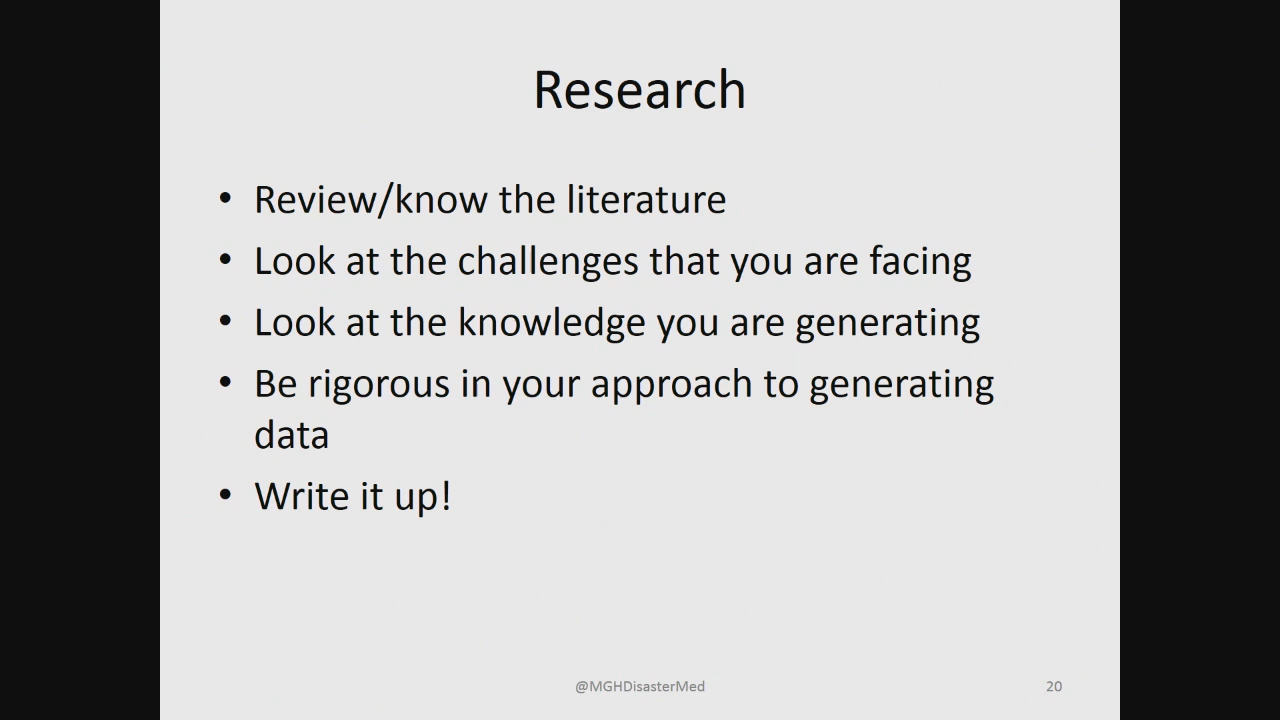 Research
• Review/know the literature
• Look at the challenges that you are facing
• Look at the knowledge you are generating
• Be rigorous in your approach to generating
data
• Write it up!
@MGHDisasterMed
20